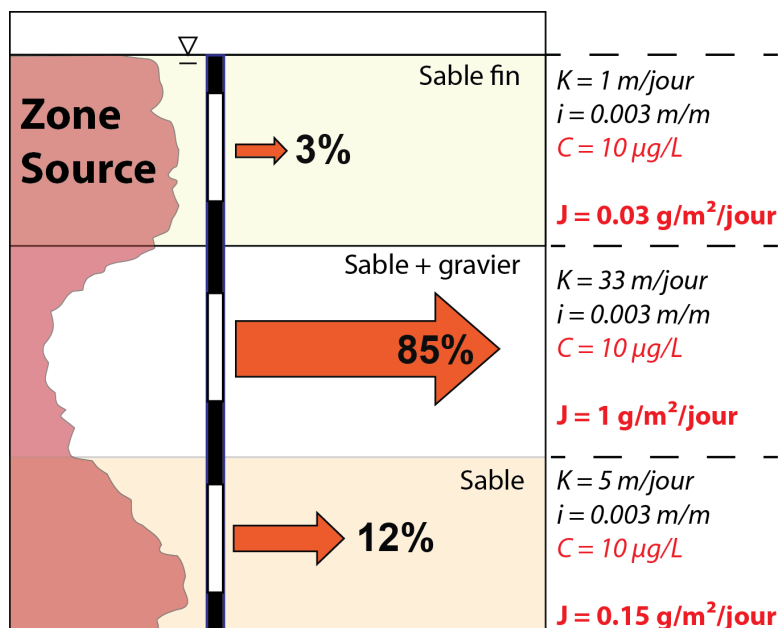 Sable fin
Zone
Source
3%
K = 1 m/jour
i = 0.003 m/m
C = 10 µg/L
J = 0.03 g/m²/jour
Sable + gravier
85%
K = 33 m/jour
i = 0.003 m/m
C = 10 µg/L
J = 1 g/m²/jour
Sable
12%
K = 5 m/jour
i = 0.003 m/m
C = 10 µg/L
J = 0.15 g/m²/jour